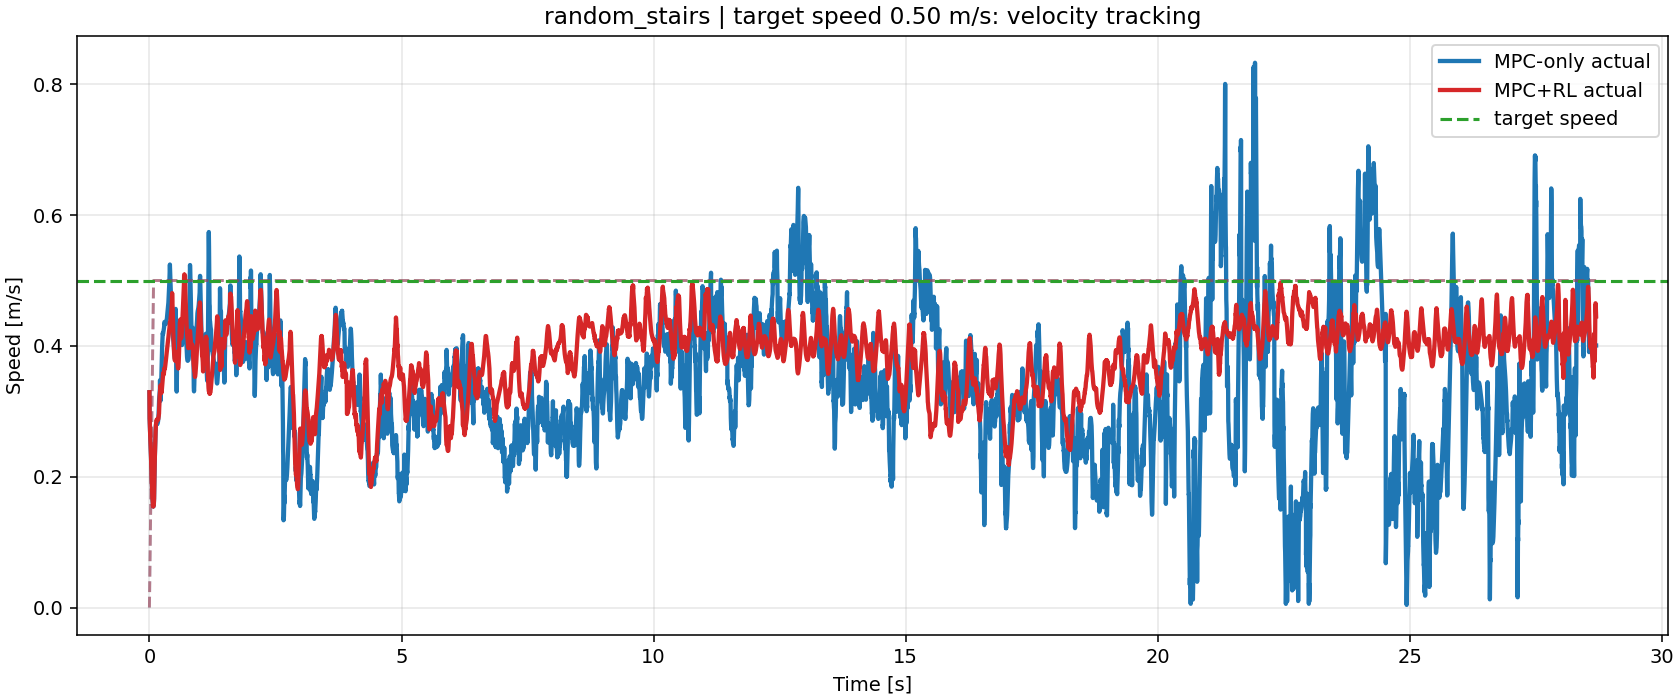 random_stairs | target speed 0.50 m/s: velocity tracking
MPC-only actual
MPC+RL actual
target speed
Speed [m/s]
0.8
0.6
0.4
0.2
0.0
0
5
10
15
20
25
30
Time [s]